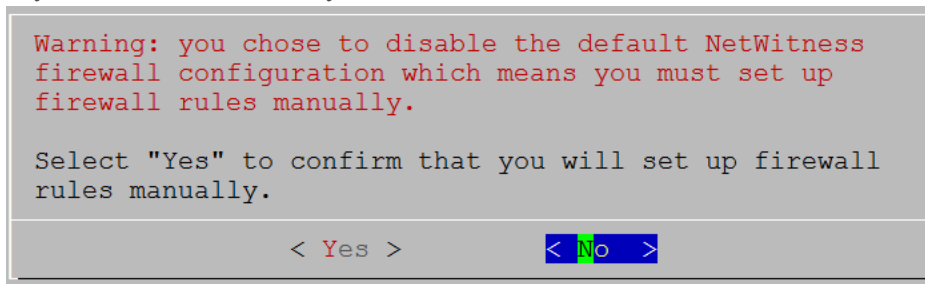 Warning: you chose to disable the default NetWitness
firewall configuration which means you must set up
firewall rules manually.
Select "Yes" to confirm that you will set up firewall
rules manually.
< Yes > < No >